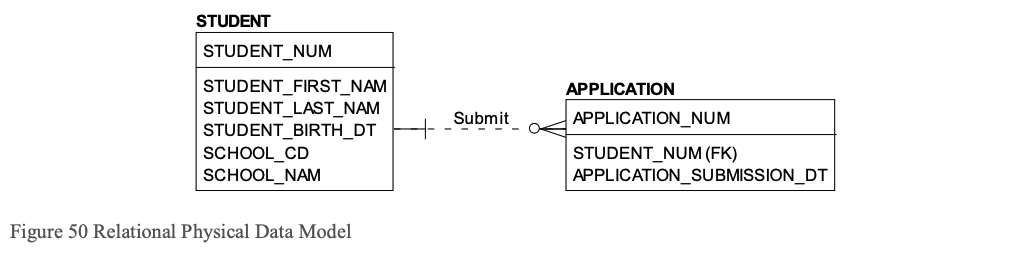 STUDENT
STUDENT_NUM
STUDENT_FIRST_NAM
STUDENT_LAST_NAM
STUDENT_BIRTH_DT
SCHOOL_CD
SCHOOL_NAM
Submit
APPLICATION
APPLICATION_NUM
STUDENT_NUM (FK)
APPLICATION_SUBMISSION_DT
Figure 50 Relational Physical Data Model